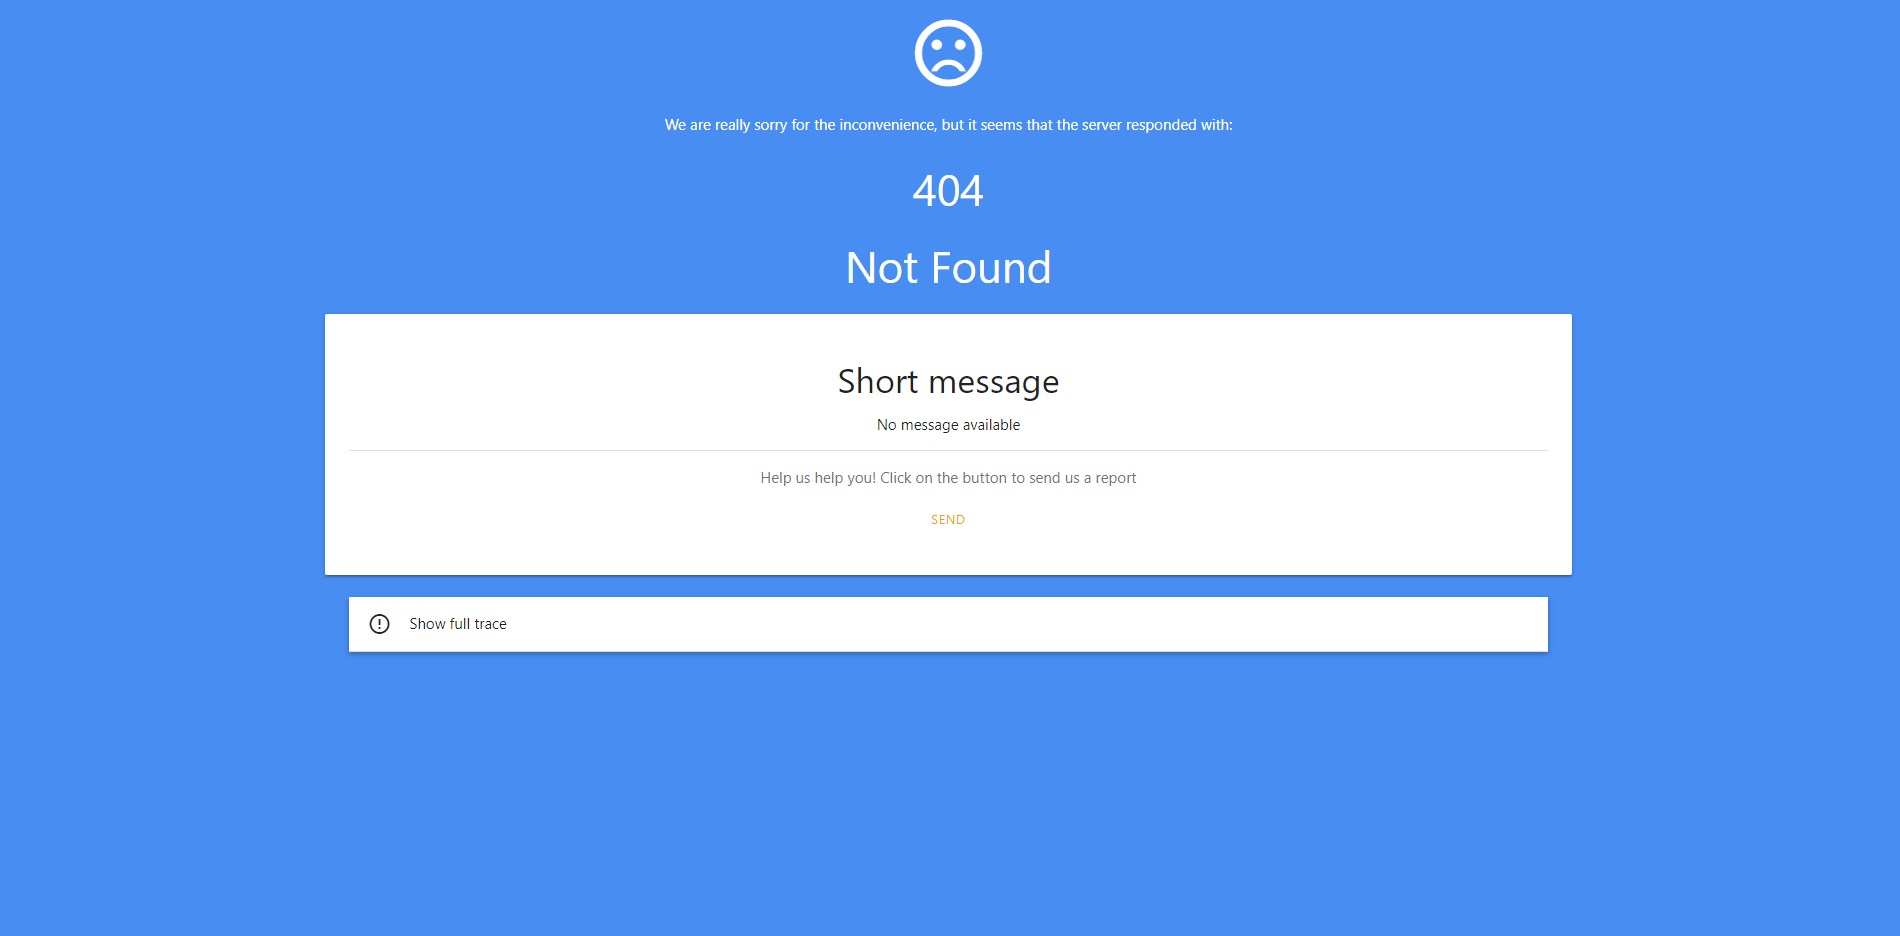 We are really sorry for the inconvenience, but it seems that the server responded with:
404
Not Found
Short message
No message available
Help us help you! Click on the button to send us a report
SEND
Show full trace